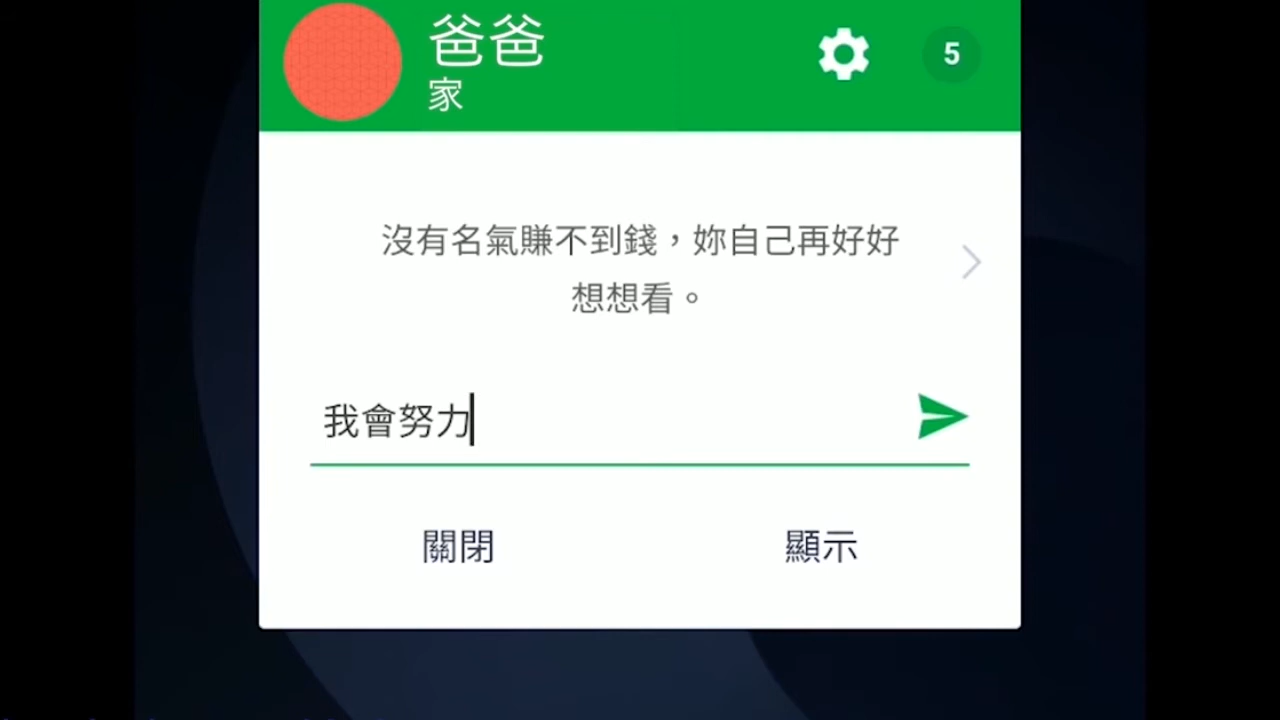 爸爸
家
5
沒有名氣賺不到錢，妳自己再好好
想想看。
我會努力
關閉
顯示